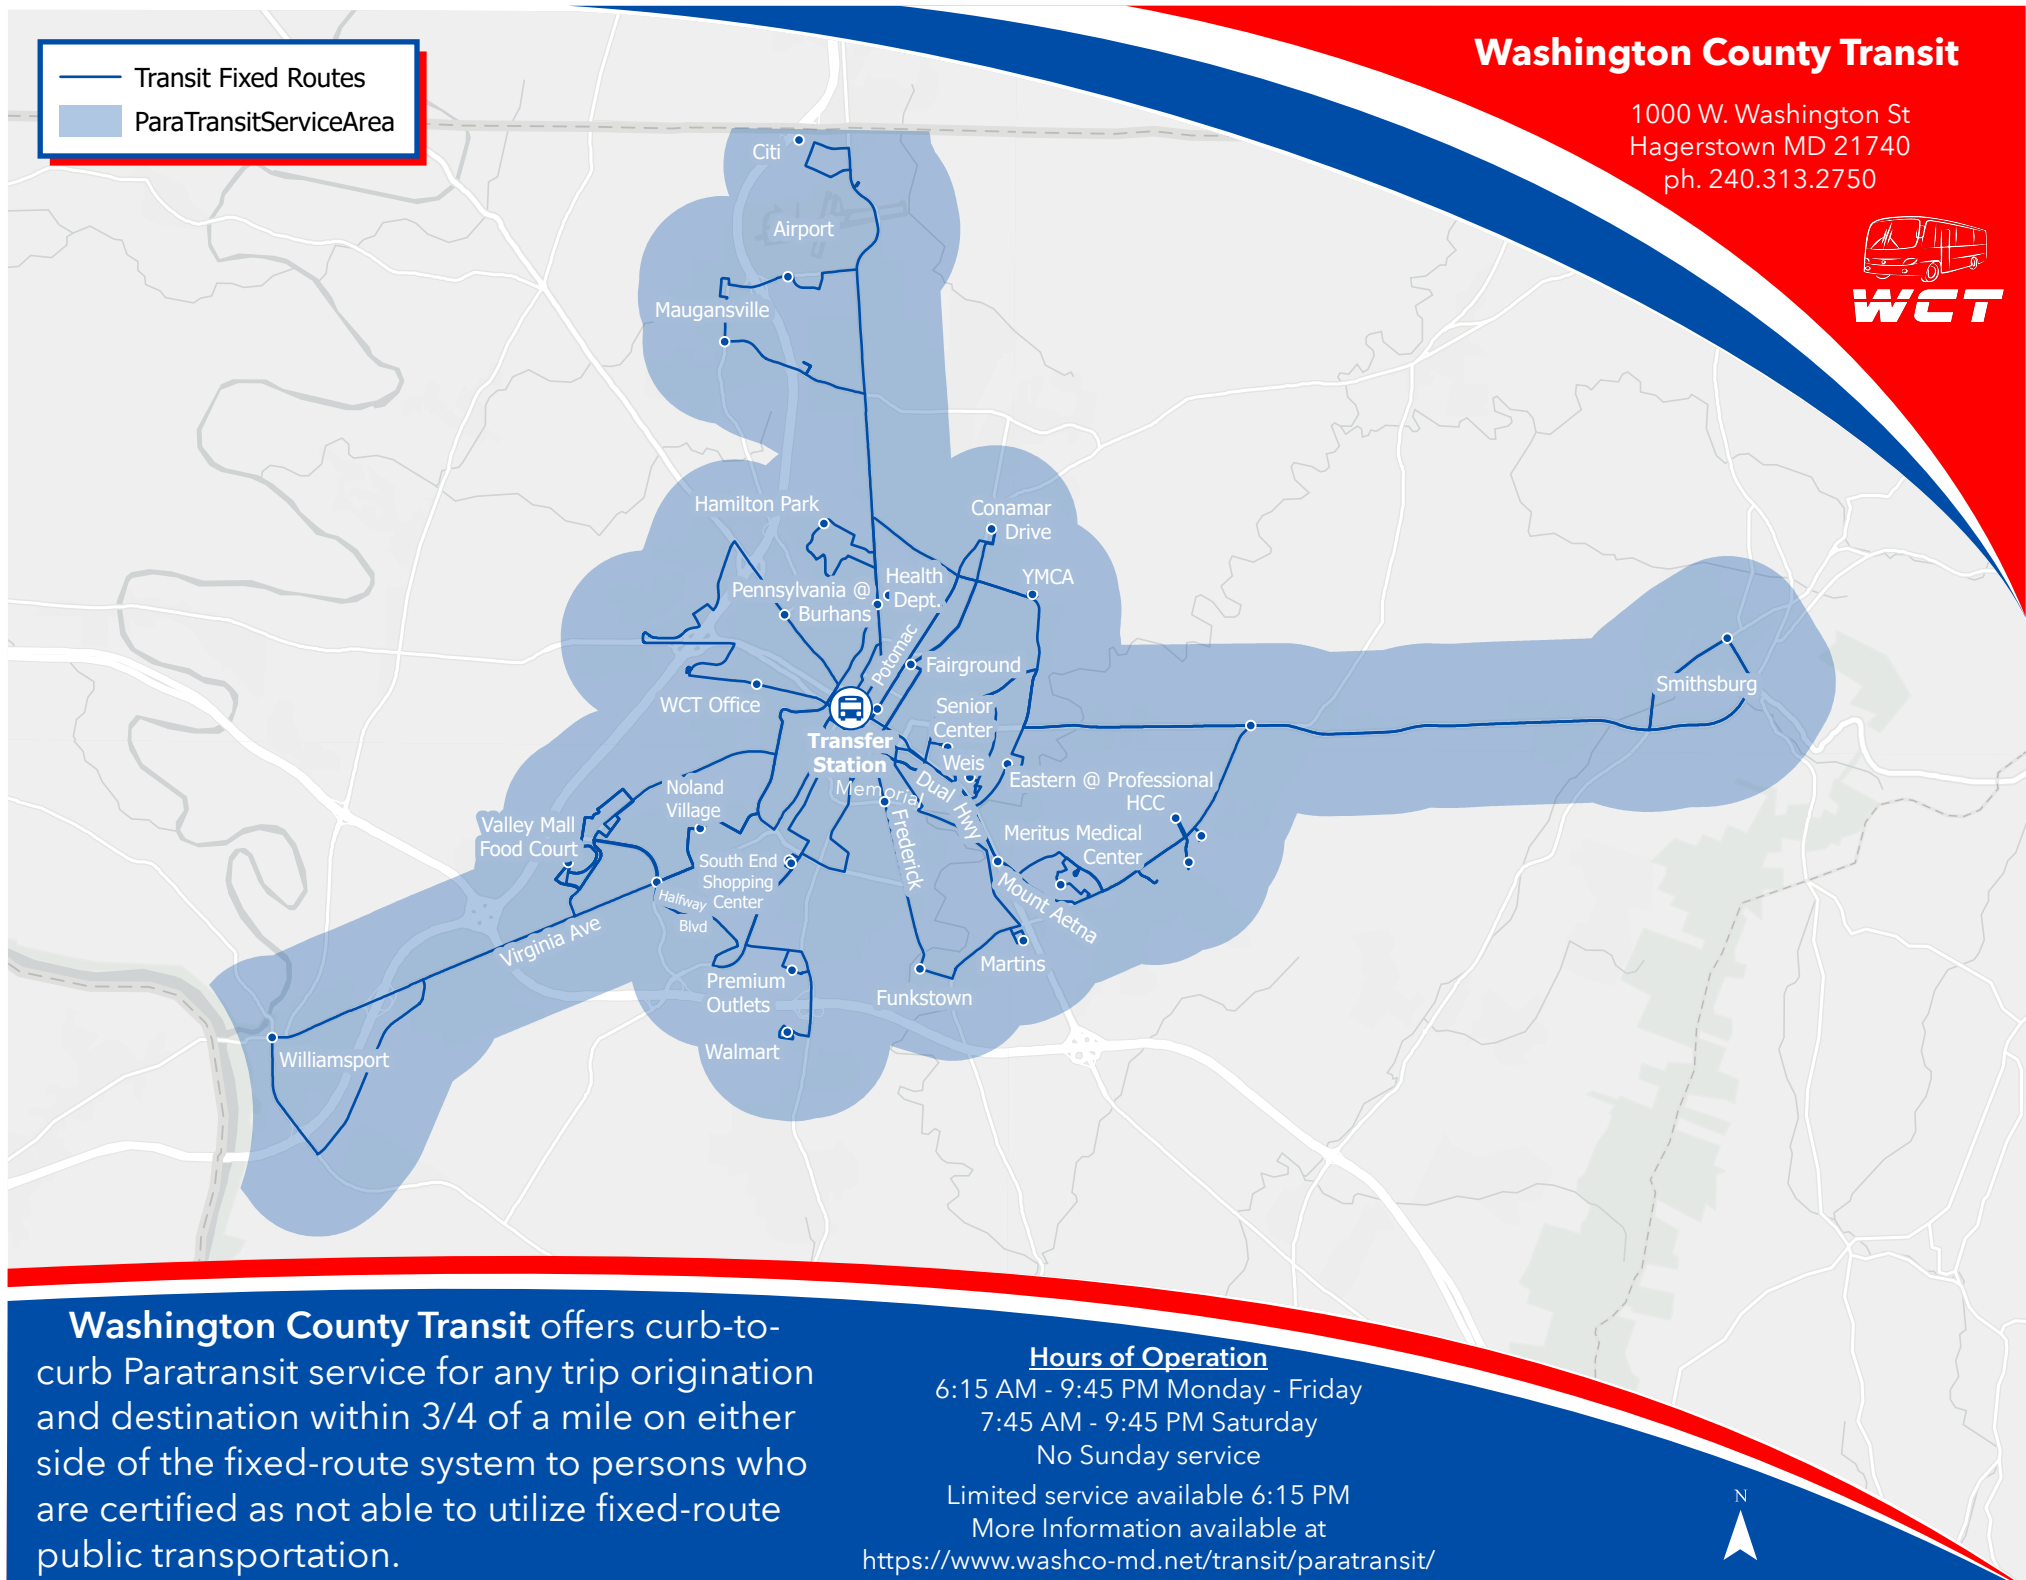 Transit Fixed Routes
ParaTransitServiceArea
Washington County Transit
1000 W. Washington St
Hagerstown MD 21740
ph. 240.313.2750
WCT
Citi
Airport
Maugansville
Hamilton Park
Conamar
Drive
Health
Dept.
YMCA
Pennsylvania @
Burhans
Potomac
Fairground
WCT Office
Senior
Center
Smithsburg
Transfer
Station
Weis
Memorial
Dual Hwy
Eastern @ Professional
HCC
Noland
Village
Valley Mall
Food Court
Frederick
Meritus Medical
Center
South End
Shopping
Center
Halfway
Blvd
Mount Aetna
Virginia Ave
Martins
Premium
Outlets
Funkstown
Walmart
Williamsport
Washington County Transit offers curb-to-
curb Paratransit service for any trip origination
and destination within 3/4 of a mile on either
side of the fixed-route system to persons who
are certified as not able to utilize fixed-route
public transportation.
Hours of Operation
6:15 AM - 9:45 PM Monday - Friday
7:45 AM - 9:45 PM Saturday
No Sunday service
Limited service available 6:15 PM
More Information available at
https://www.washco-md.net/transit/paratransit/
N